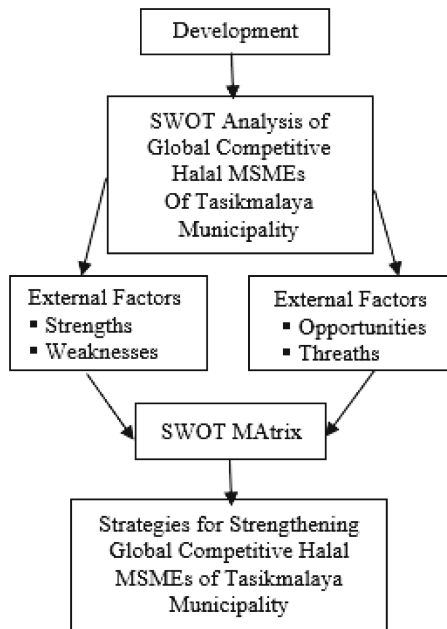 Development
SWOT Analysis of
Global Competitive
Halal MSMEs
Of Tasikmalaya
Municipality
External Factors
▪ Strengths
▪ Weaknesses
External Factors
▪ Opportunities
▪ Threaths
SWOT MAtrix
Strategies for Strengthening
Global Competitive Halal
MSMEs of Tasikmalaya
Municipality